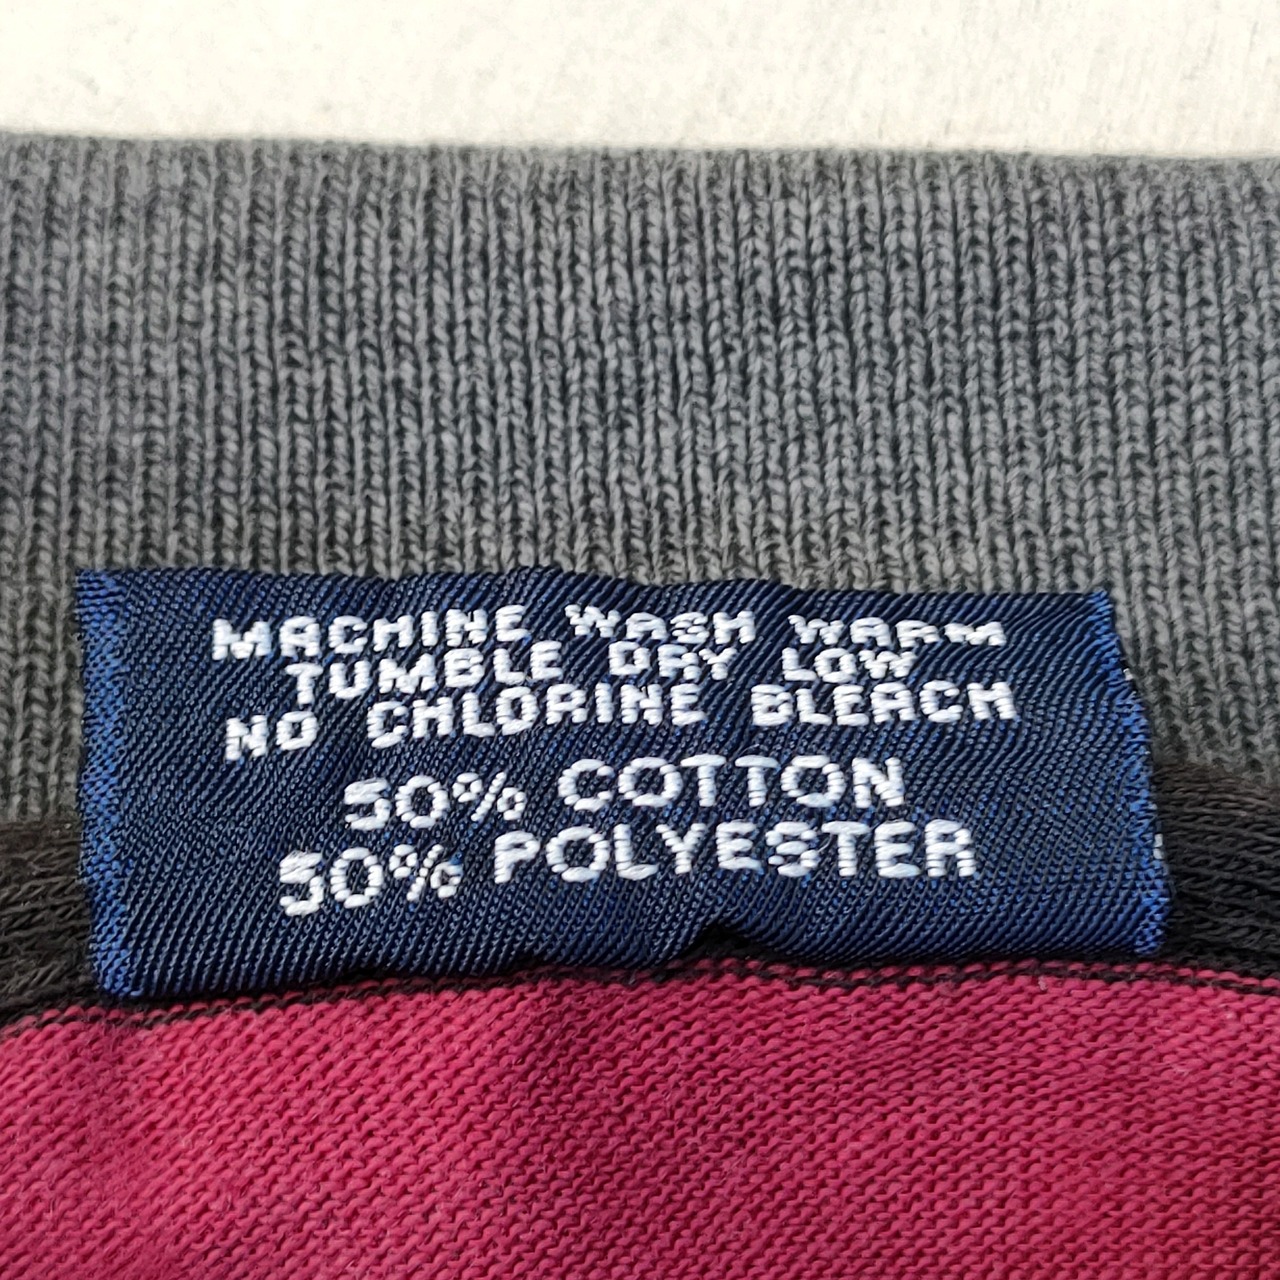 MACHINE WASH WARM
TUMBLE DRY LOW
NO CHLORINE BLEACH
50% COTTON
50% POLYESTER